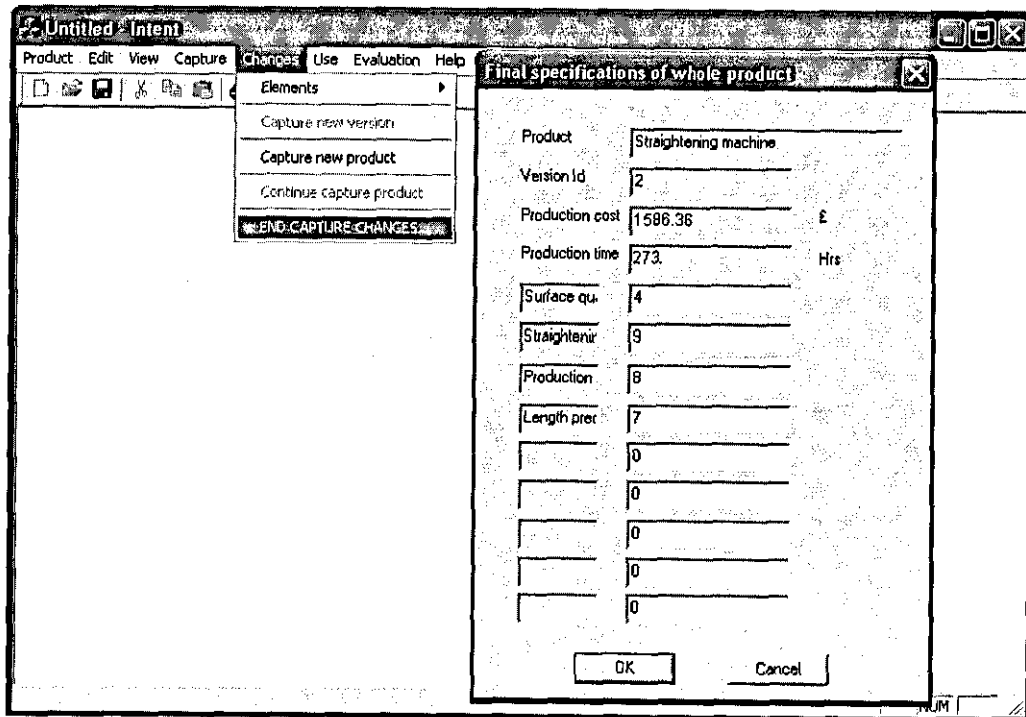 Untitled - Intent
Product Edit View Capture Changes Use Evaluation Help
Elements
Capture new version
Capture new product
Continue capture product
END CAPTURE CHANGES
Final specifications of whole product
Product Straightening machine
Version Id 2
Production cost 1586.36 £
Production time 273. Hrs
Surface qu. 4
Straightenir 9
Production 8
Length prec 7
0
0
0
0
0
OK Cancel
NUM